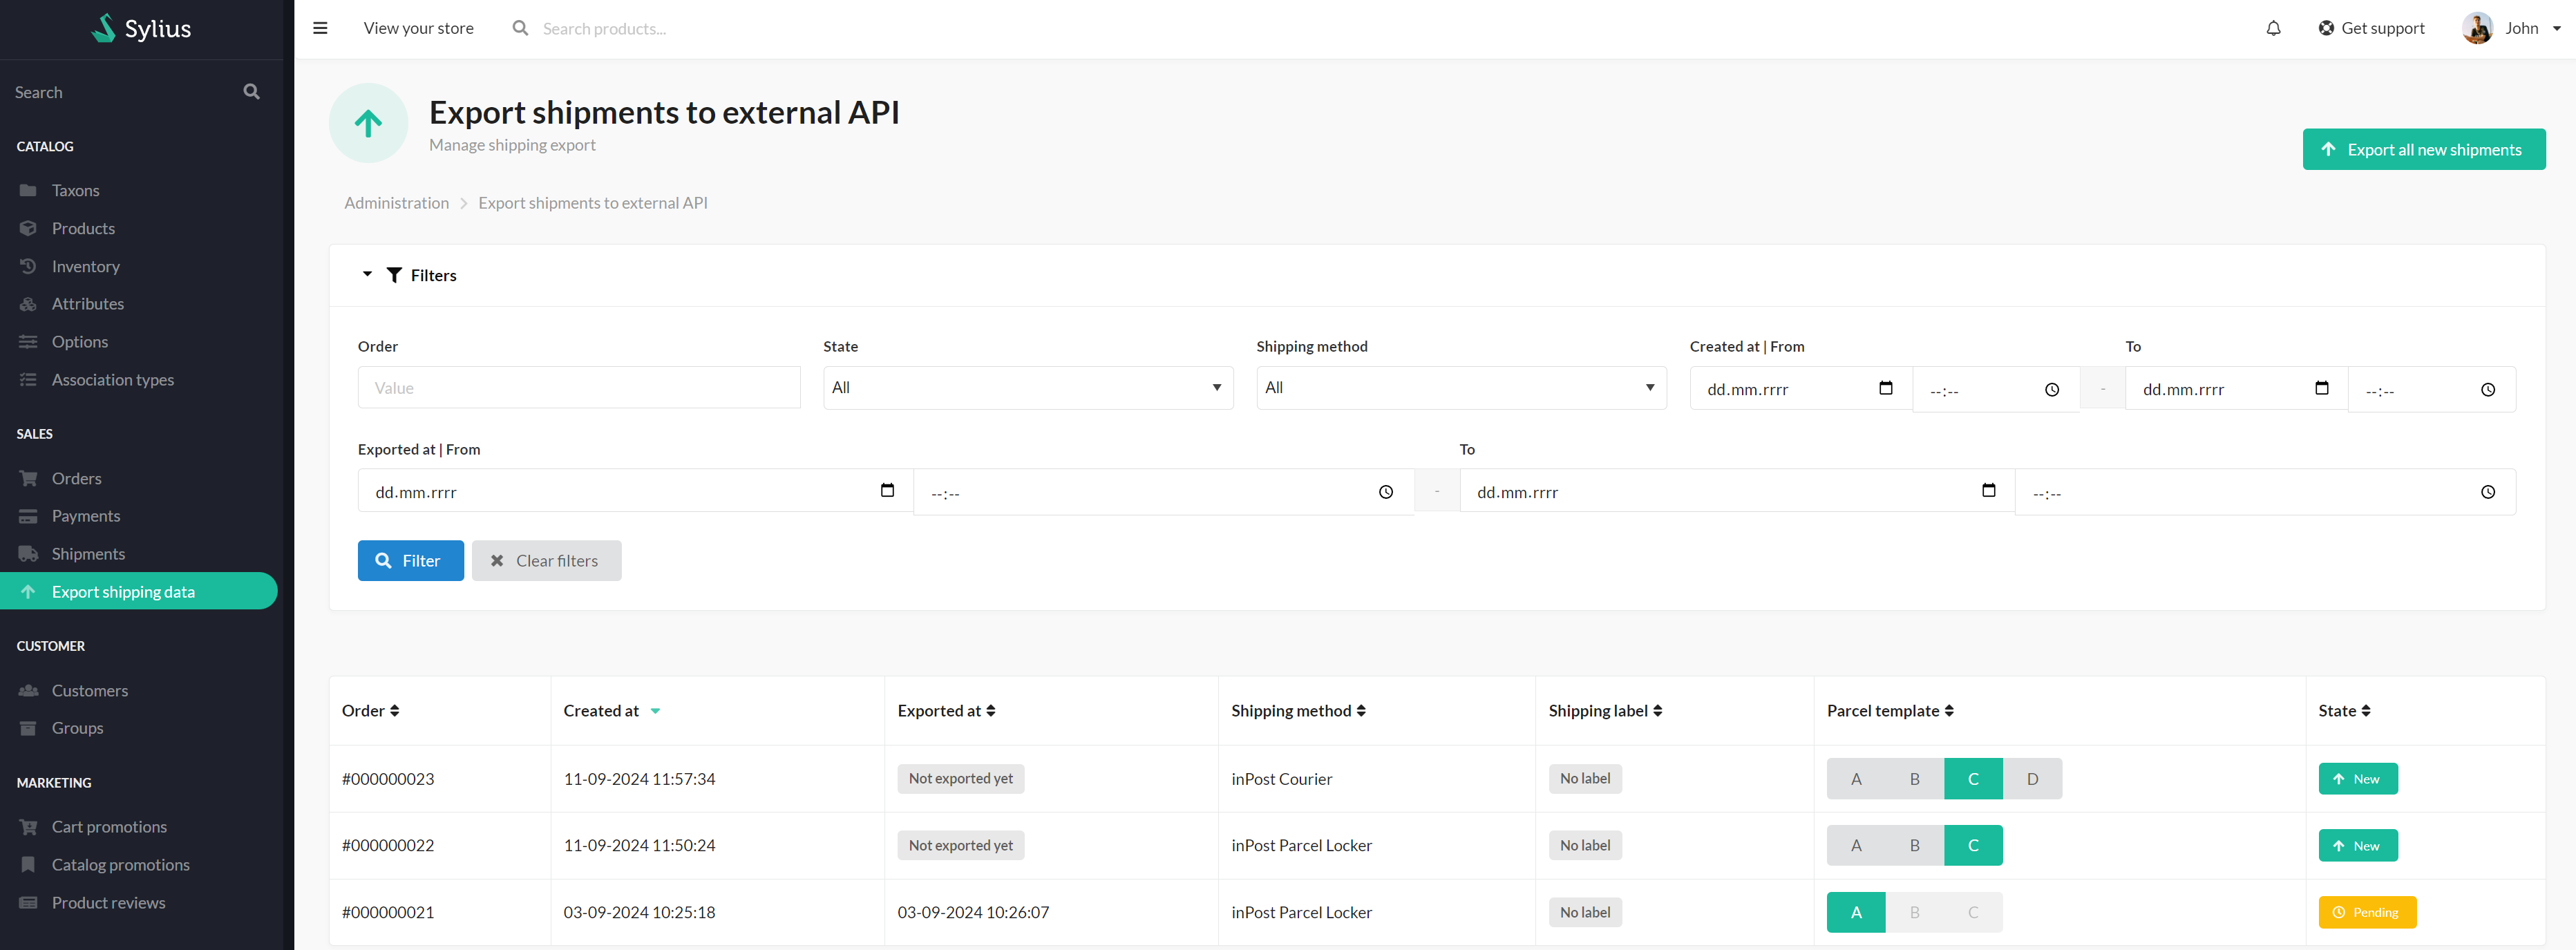 Sylius
View your store
Search products...
Get support
John
Search
CATALOG
Taxons
Products
Inventory
Attributes
Options
Association types
SALES
Orders
Payments
Shipments
Export shipping data
CUSTOMER
Customers
Groups
MARKETING
Cart promotions
Catalog promotions
Product reviews
Export shipments to external API
Manage shipping export
Export all new shipments
Administration > Export shipments to external API
Filters
Order State Shipping method Created at | From To
Value All All dd.mm.rrrr --:-- - dd.mm.rrrr --:--
Exported at | From To
dd.mm.rrrr --:-- - dd.mm.rrrr --:--
Filter Clear filters
Order Created at Exported at Shipping method Shipping label Parcel template State
#000000023 11-09-2024 11:57:34 Not exported yet inPost Courier No label A B C D New
#000000022 11-09-2024 11:50:24 Not exported yet inPost Parcel Locker No label A B C New
#000000021 03-09-2024 10:25:18 03-09-2024 10:26:07 inPost Parcel Locker No label A B C Pending